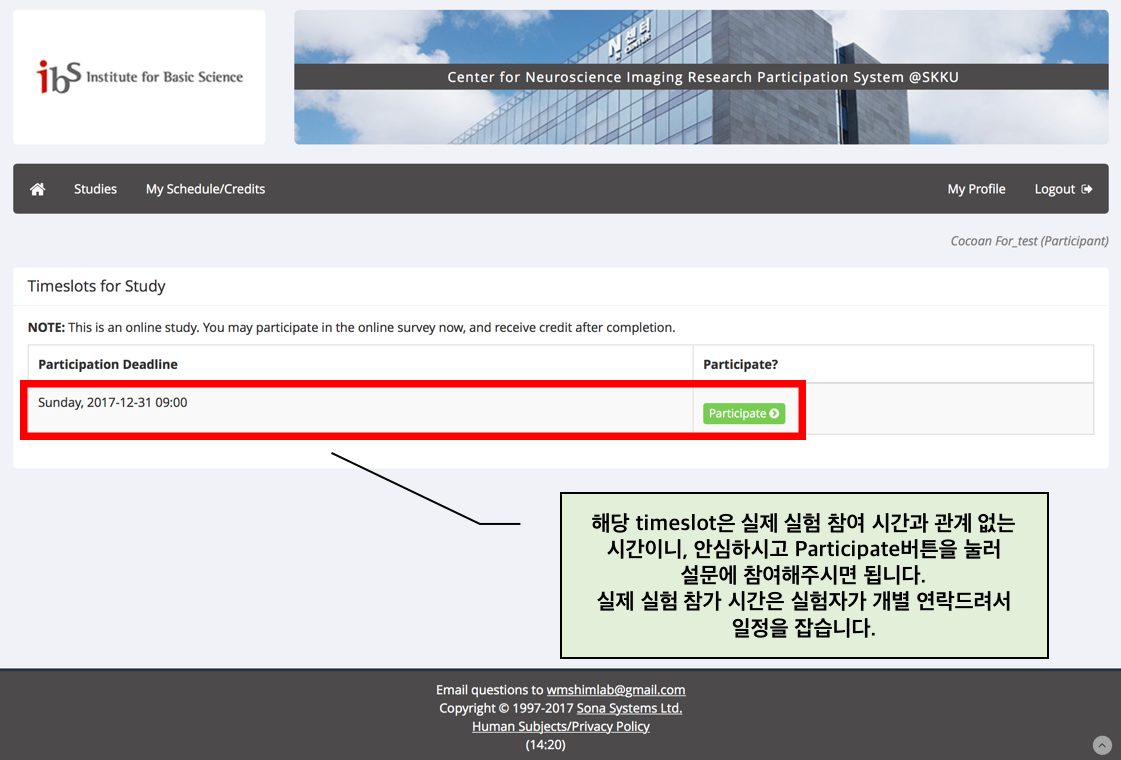 ibs Institute for Basic Science
N센터
CENTER
Center for Neuroscience Imaging Research Participation System @SKKU
Studies
My Schedule/Credits
My Profile
Logout
Cocoan For_test (Participant)
Timeslots for Study
NOTE: This is an online study. You may participate in the online survey now, and receive credit after completion.
Participation Deadline
Participate?
Sunday, 2017-12-31 09:00
Participate
해당 timeslot은 실제 실험 참여 시간과 관계 없는
시간이니, 안심하시고 Participate버튼을 눌러
설문에 참여해주시면 됩니다.
실제 실험 참가 시간은 실험자가 개별 연락드려서
일정을 잡습니다.
Email questions to wmshimlab@gmail.com
Copyright © 1997-2017 Sona Systems Ltd.
Human Subjects/Privacy Policy
(14:20)